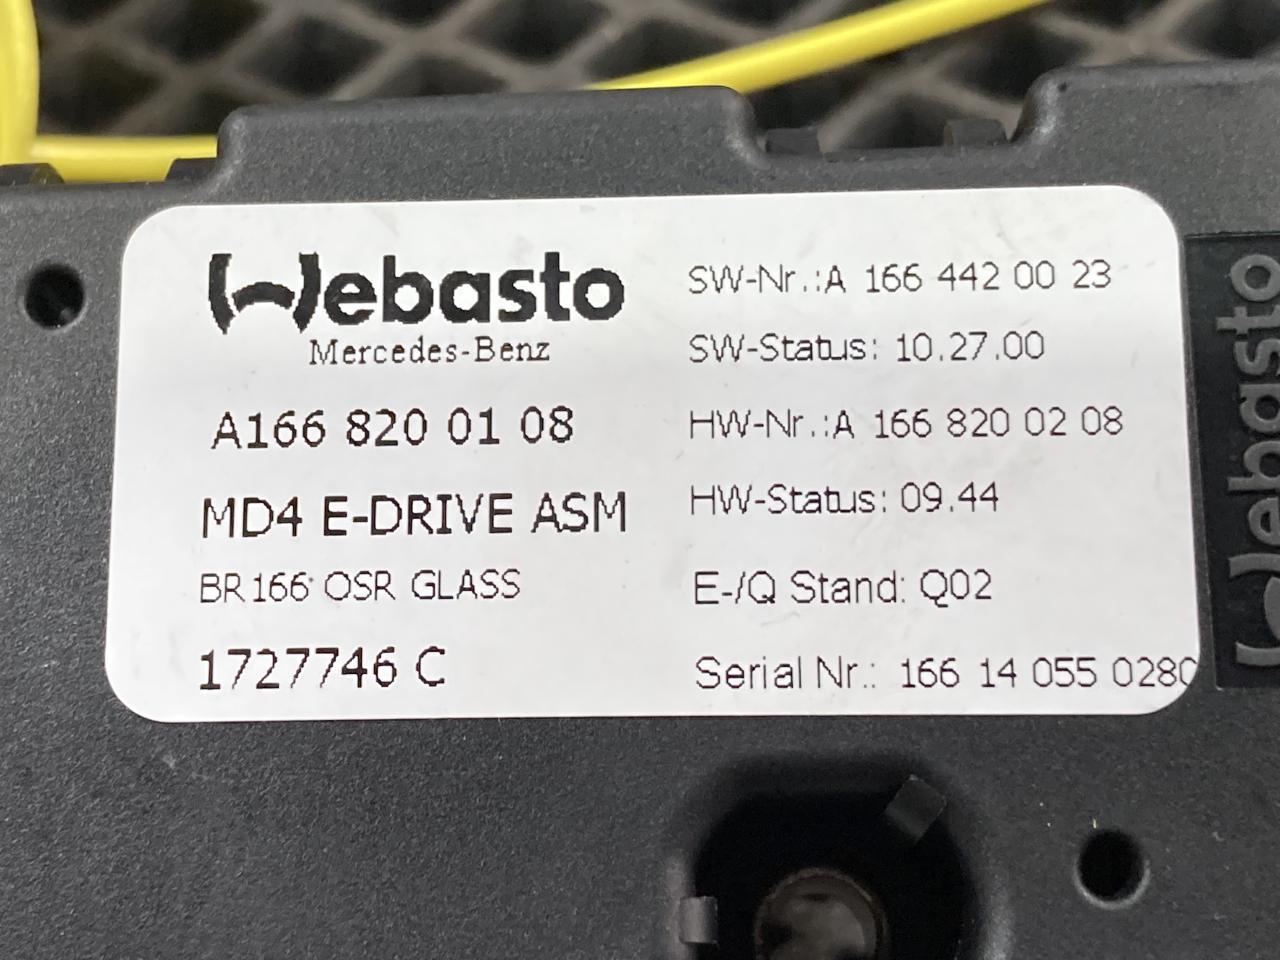 Webasto
Mercedes-Benz
A166 820 01 08
MD4 E-DRIVE ASM
BR166 OSR GLASS
1727746 C
SW-Nr.:A 166 442 00 23
SW-Status: 10.27.00
HW-Nr.:A 166 820 02 08
HW-Status: 09.44
E-/Q Stand: Q02
Serial Nr.: 166 14 055 0280
Webasto